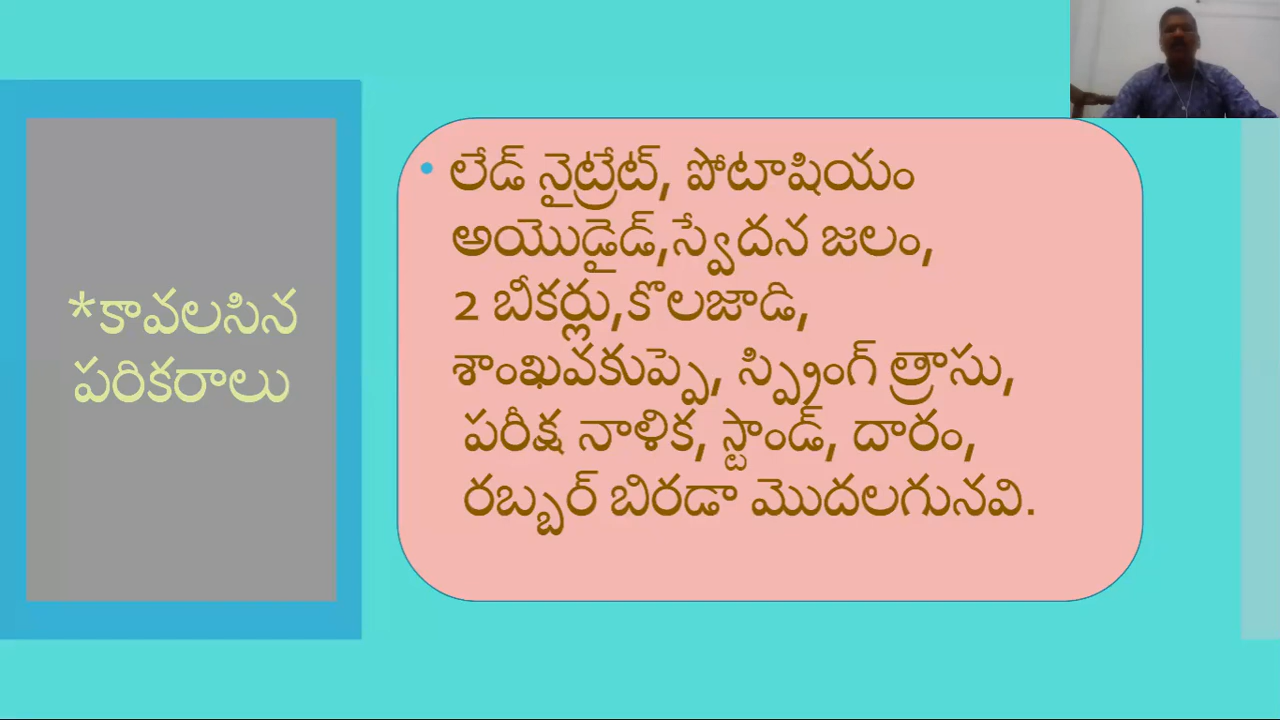 *కావలసిన
పరికరాలు
• లేడ్ నైట్రేట్, పోటాషియం
అయొడైడ్,స్వేదన జలం,
2 బీకర్లు,కొలజాడి,
శాంఖవకుప్పె, స్ప్రింగ్ త్రాసు,
పరీక్ష నాళిక, స్టాండ్, దారం,
రబ్బర్ బిరడా మొదలగునవి.